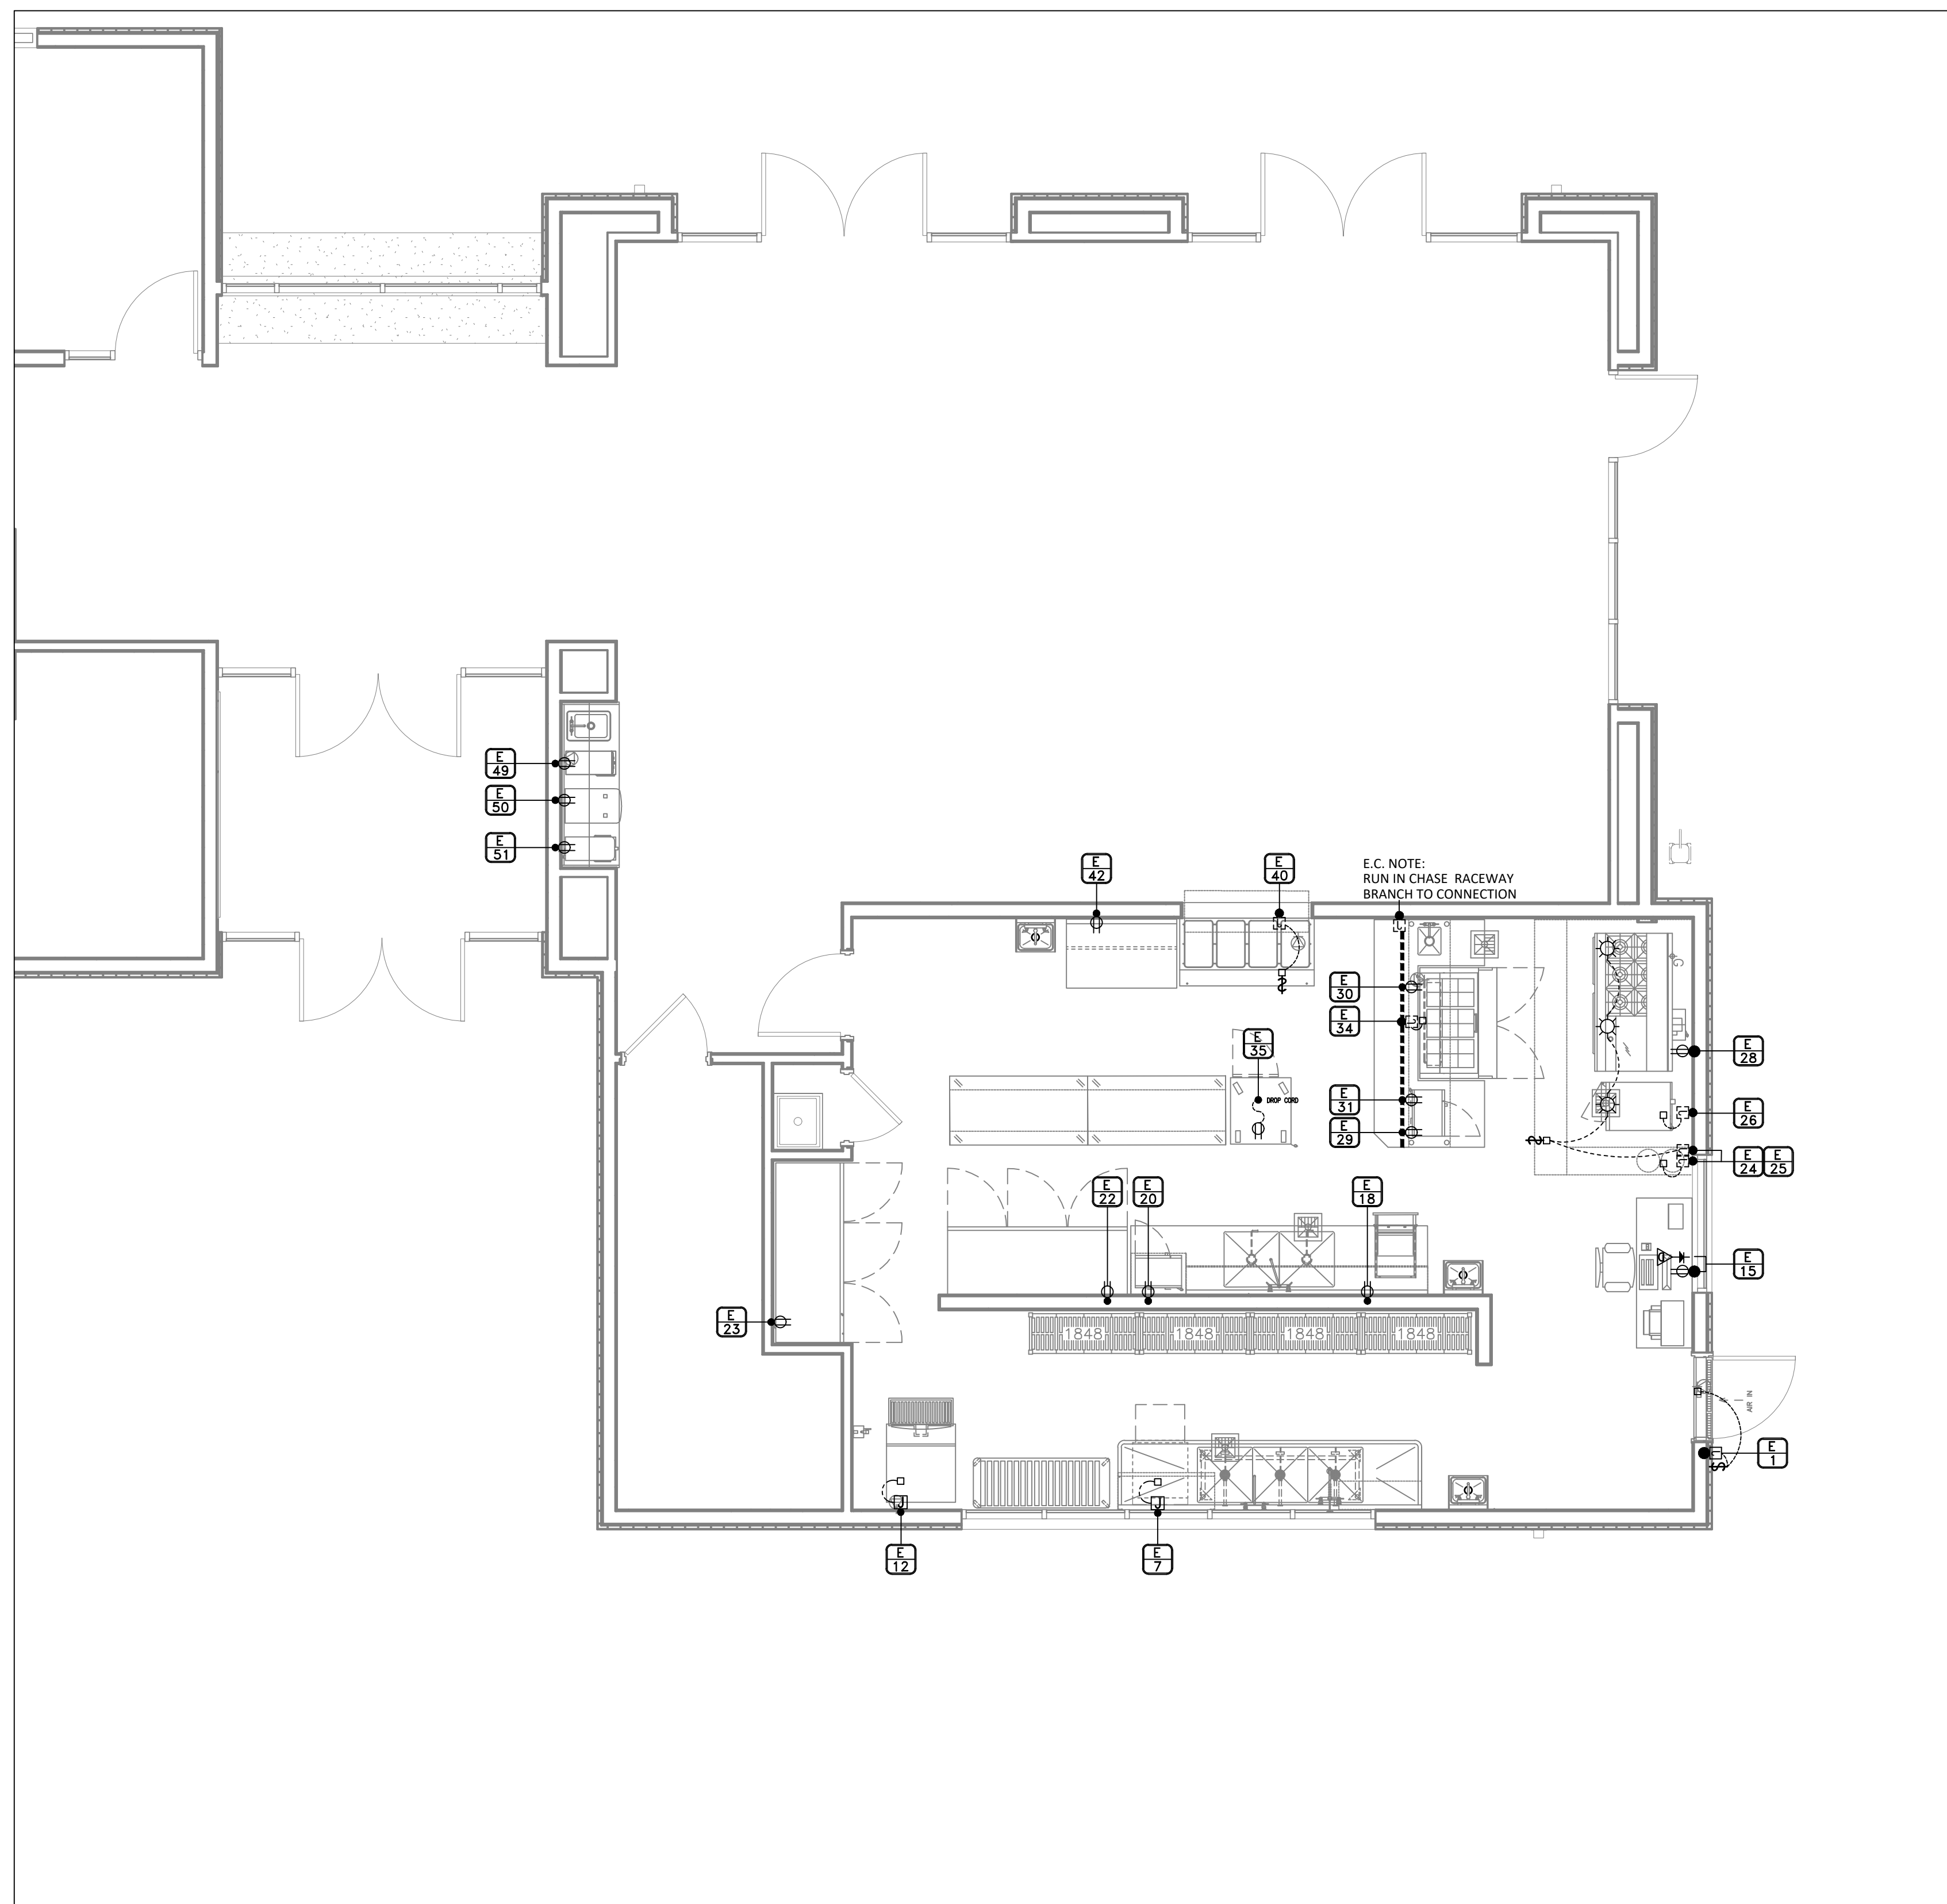 E
49
E
50
E
51
E
42
E
40
E.C. NOTE:
RUN IN CHASE RACEWAY
BRANCH TO CONNECTION
E
30
E
34
E
35
DROP CORD
E
31
E
29
G
E
28
E
26
E E
24 25
E
22
E
20
E
18
E
15
E
23
1848 1848 1848 1848
AIR IN
J
E
12
J
E
7
J
S
E
1